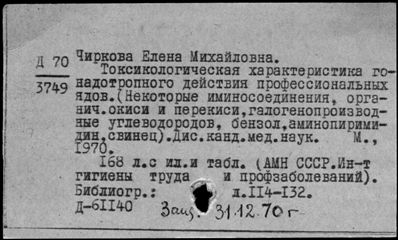 Д 70
3749
Чиркова Елена Михайловна.
Токсикологическая характеристика го-
надотропного действия профессиональных
ядов.(Некоторые иминосоединения, орга-
нич.окиси и перекиси,галогенопроизвод-
ные углеводородов, бензол,аминопирими-
дин,свинец).Дис.канд.мед.наук. М.,
1970.
168 л.с ил.и табл. (АМН СССР.Ин-т
гигиены труда и профзаболеваний).
Библиогр.: л.114-132.
Д-61140 Защ. 31.12.70 г